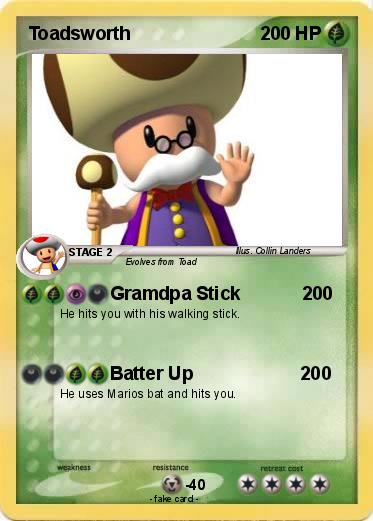 Toadsworth 200 HP
STAGE 2
Evolves from Toad
Illus. Collin Landers
Gramdpa Stick 200
He hits you with his walking stick.
Batter Up 200
He uses Marios bat and hits you.
weakness resistance retreat cost
-40
- fake card -